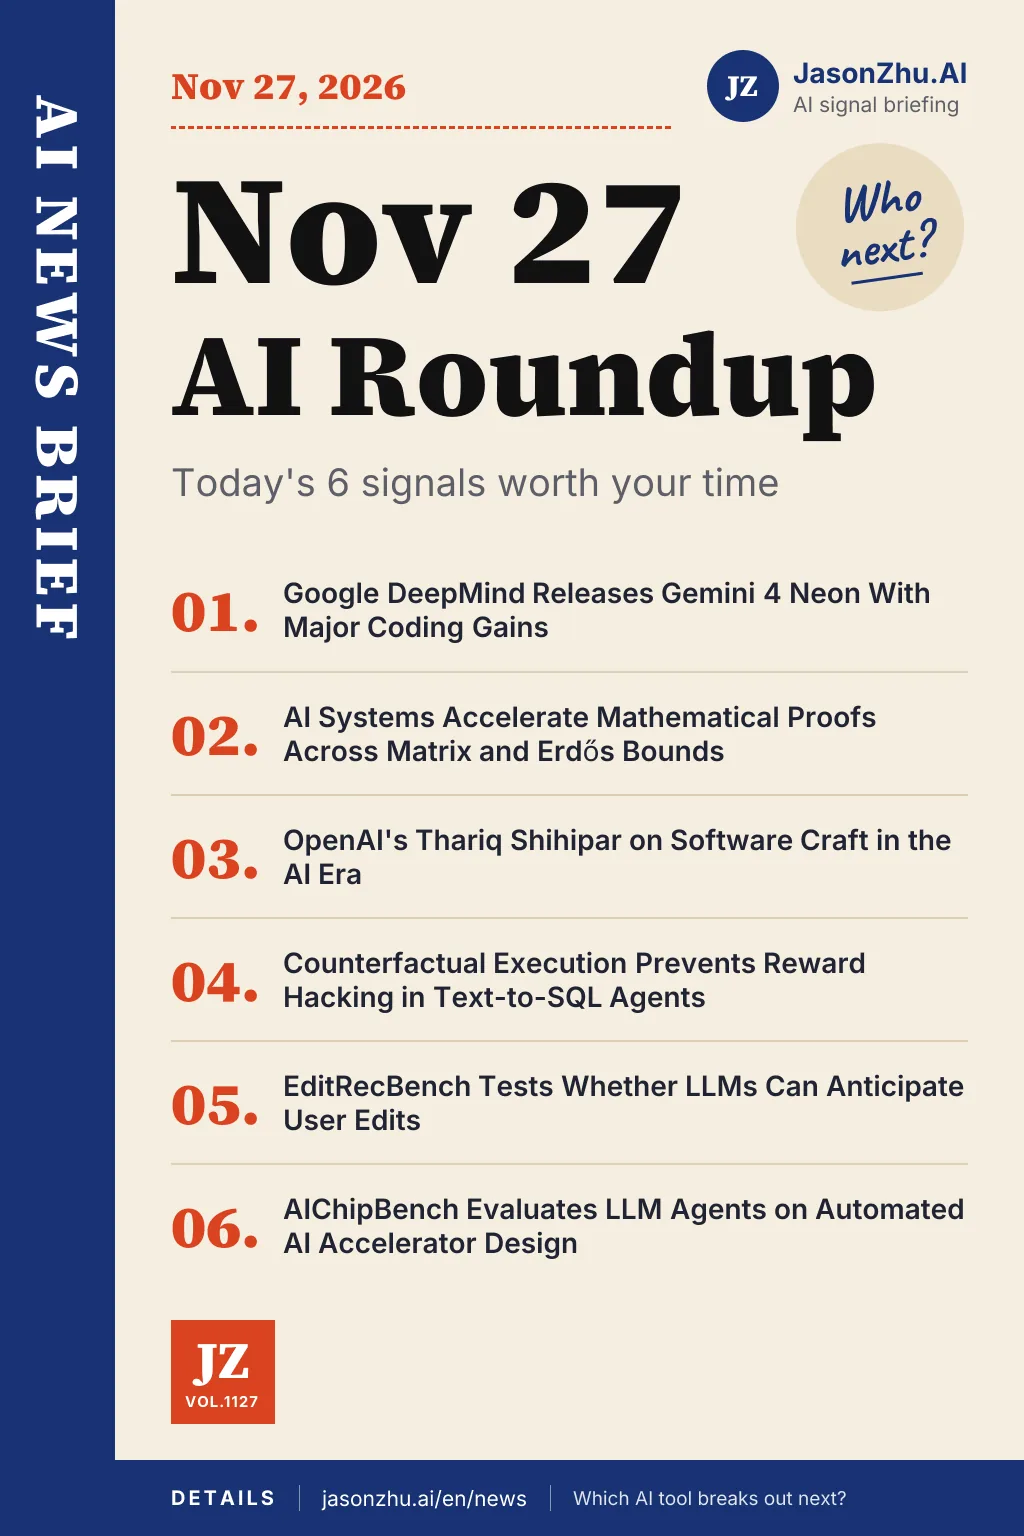 AI NEWS BRIEF
Nov 27, 2026
JZ
JasonZhu.AI
AI signal briefing
Nov 27
AI Roundup
Who
next?
Today's 6 signals worth your time
01.
Google DeepMind Releases Gemini 4 Neon With
Major Coding Gains
02.
AI Systems Accelerate Mathematical Proofs
Across Matrix and Erdős Bounds
03.
OpenAI's Thariq Shihipar on Software Craft in the
AI Era
04.
Counterfactual Execution Prevents Reward
Hacking in Text-to-SQL Agents
05.
EditRecBench Tests Whether LLMs Can Anticipate
User Edits
06.
AIChipBench Evaluates LLM Agents on Automated
AI Accelerator Design
JZ
VOL.1127
DETAILS
jasonzhu.ai/en/news
Which AI tool breaks out next?